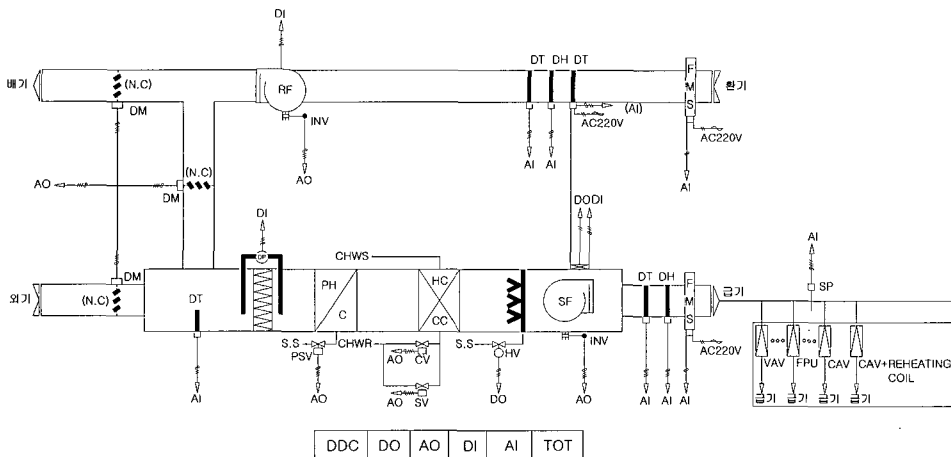 DI
배기
(N.C)
RF
DT DH DT
F
M
S
환기
DM
INV
(AI)
AC220V
AC220V
(N.C)
AO
DM
AO
AI
AI
AI
DI
DO DI
AI
DP
CHWS
DM
외기
(N.C)
DT
PH
C
HC
CC
SF
DT DH
F
M
S
급기
SP
S.S
PSV
CHWR
AO
CV
S.S
HV
INV
AC220V
VAV
FPU
CAV
CAV+REHEATING
COIL
AI
AO
AO
SV
DO
AO
AI
AI
AI
급기
급기
급기
급기
DDC DO AO DI AI TOT